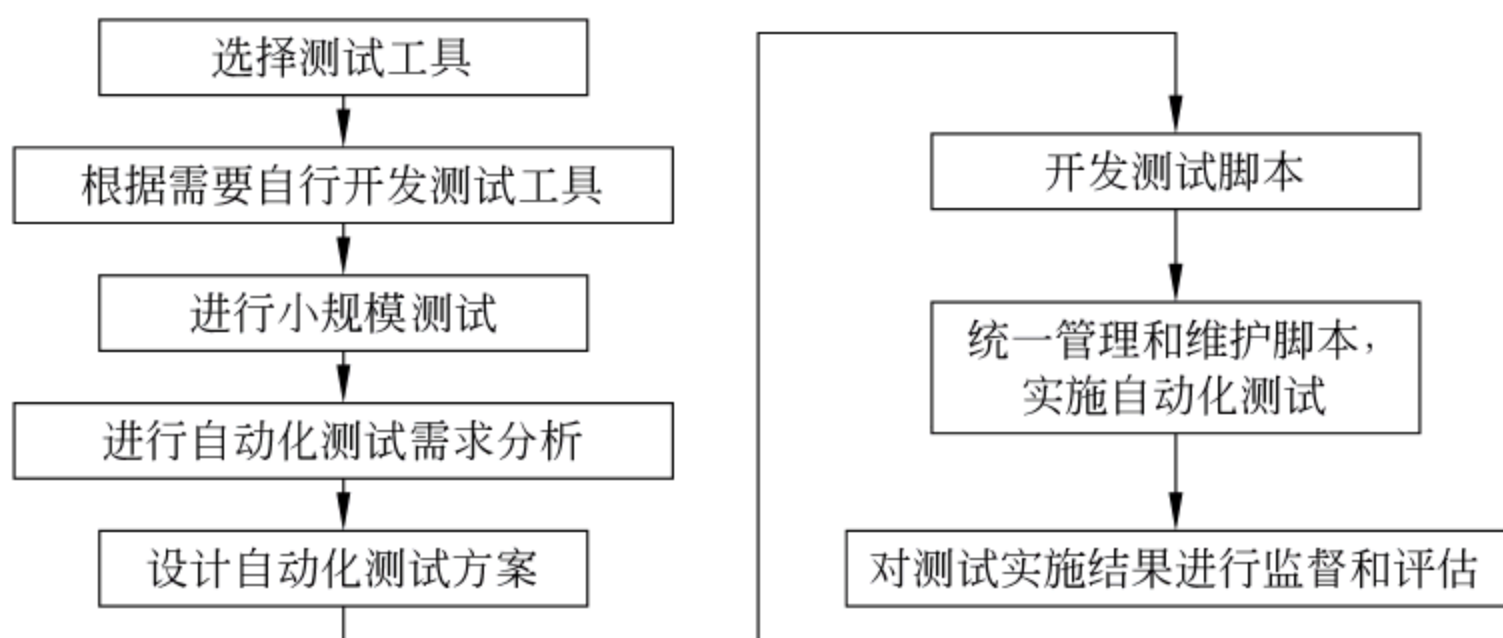 选择测试工具
根据需要自行开发测试工具
进行小规模测试
进行自动化测试需求分析
设计自动化测试方案
开发测试脚本
统一管理和维护脚本，
实施自动化测试
对测试实施结果进行监督和评估